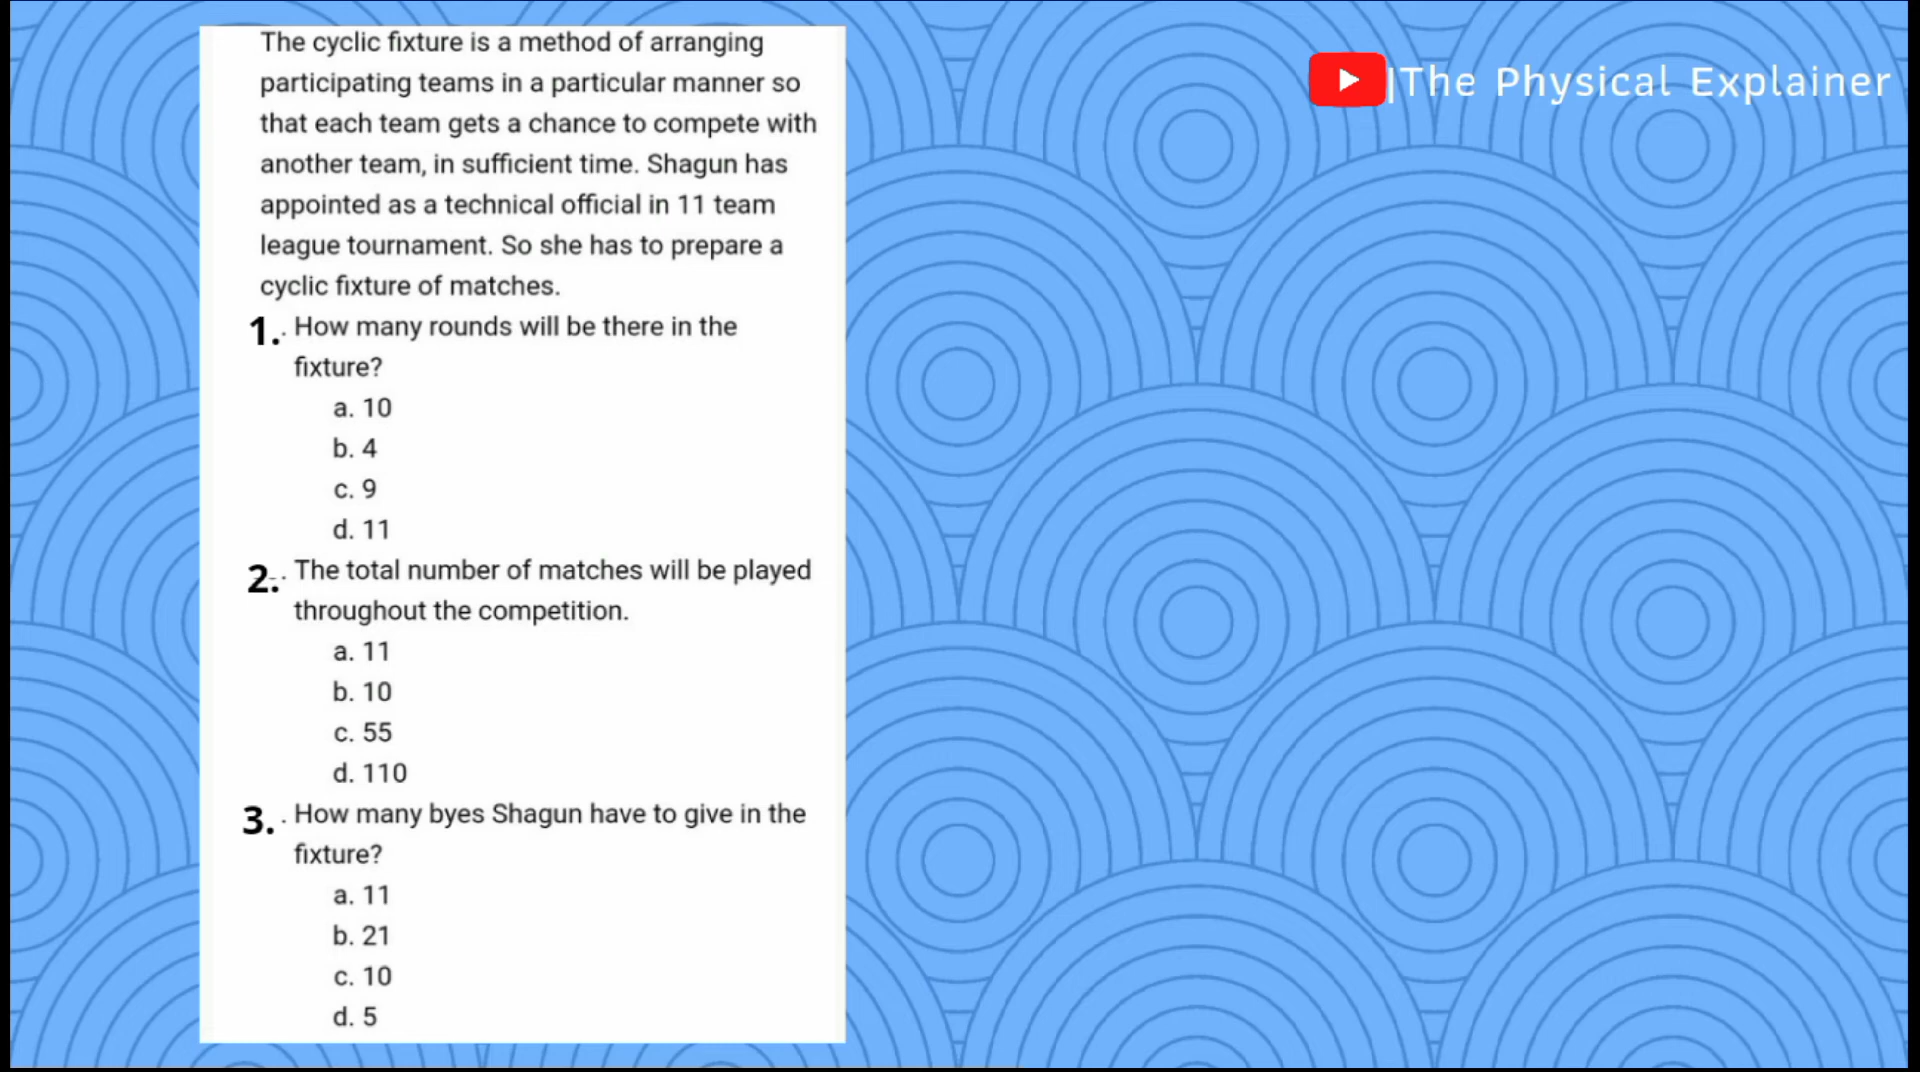 The cyclic fixture is a method of arranging
participating teams in a particular manner so
that each team gets a chance to compete with
another team, in sufficient time. Shagun has
appointed as a technical official in 11 team
league tournament. So she has to prepare a
cyclic fixture of matches.
1. . How many rounds will be there in the
fixture?
a. 10
b. 4
c. 9
d. 11
2. . The total number of matches will be played
throughout the competition.
a. 11
b. 10
c. 55
d. 110
3. . How many byes Shagun have to give in the
fixture?
a. 11
b. 21
c. 10
d. 5
|The Physical Explainer